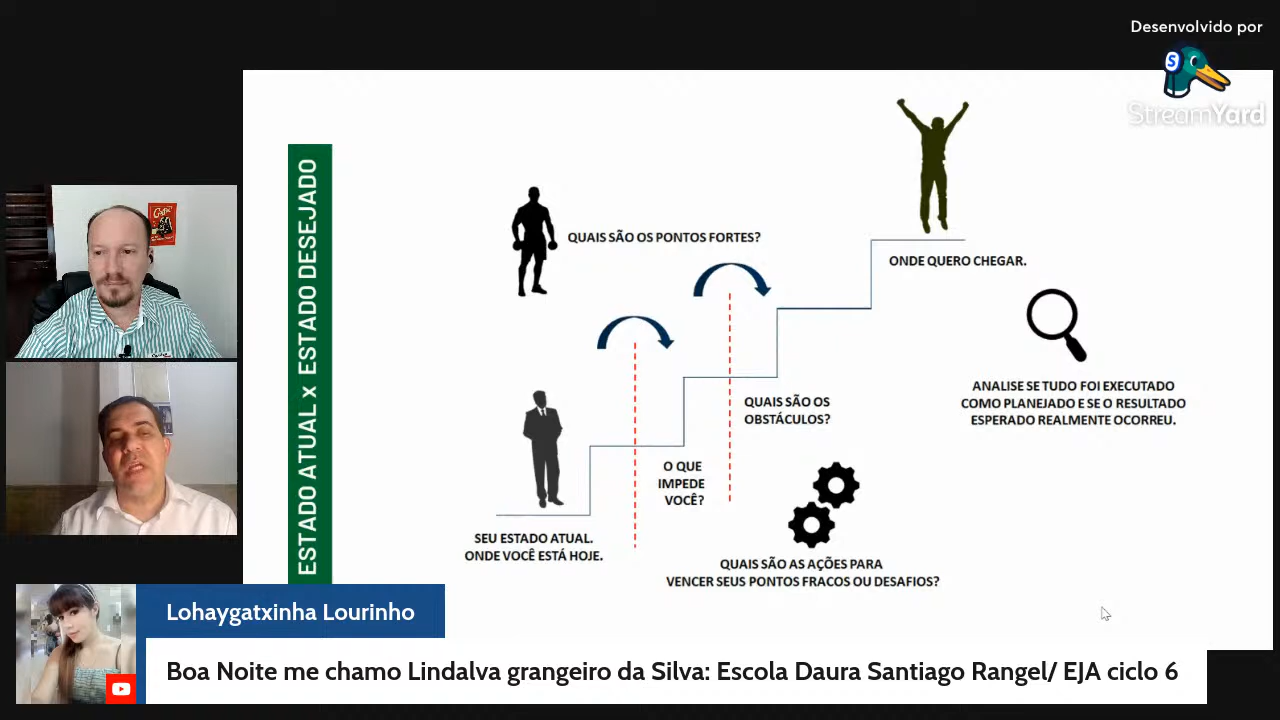 Desenvolvido por
StreamYard
ESTADO ATUAL x ESTADO DESEJADO
QUAIS SÃO OS PONTOS FORTES?
ONDE QUERO CHEGAR.
ANALISE SE TUDO FOI EXECUTADO
COMO PLANEJADO E SE O RESULTADO
ESPERADO REALMENTE OCORREU.
QUAIS SÃO OS
OBSTÁCULOS?
O QUE
IMPEDE
VOCÊ?
SEU ESTADO ATUAL.
ONDE VOCÊ ESTÁ HOJE.
QUAIS SÃO AS AÇÕES PARA
VENCER SEUS PONTOS FRACOS OU DESAFIOS?
Lohaygatxinha Lourinho
Boa Noite me chamo Lindalva grangeiro da Silva: Escola Daura Santiago Rangel/ EJA ciclo 6